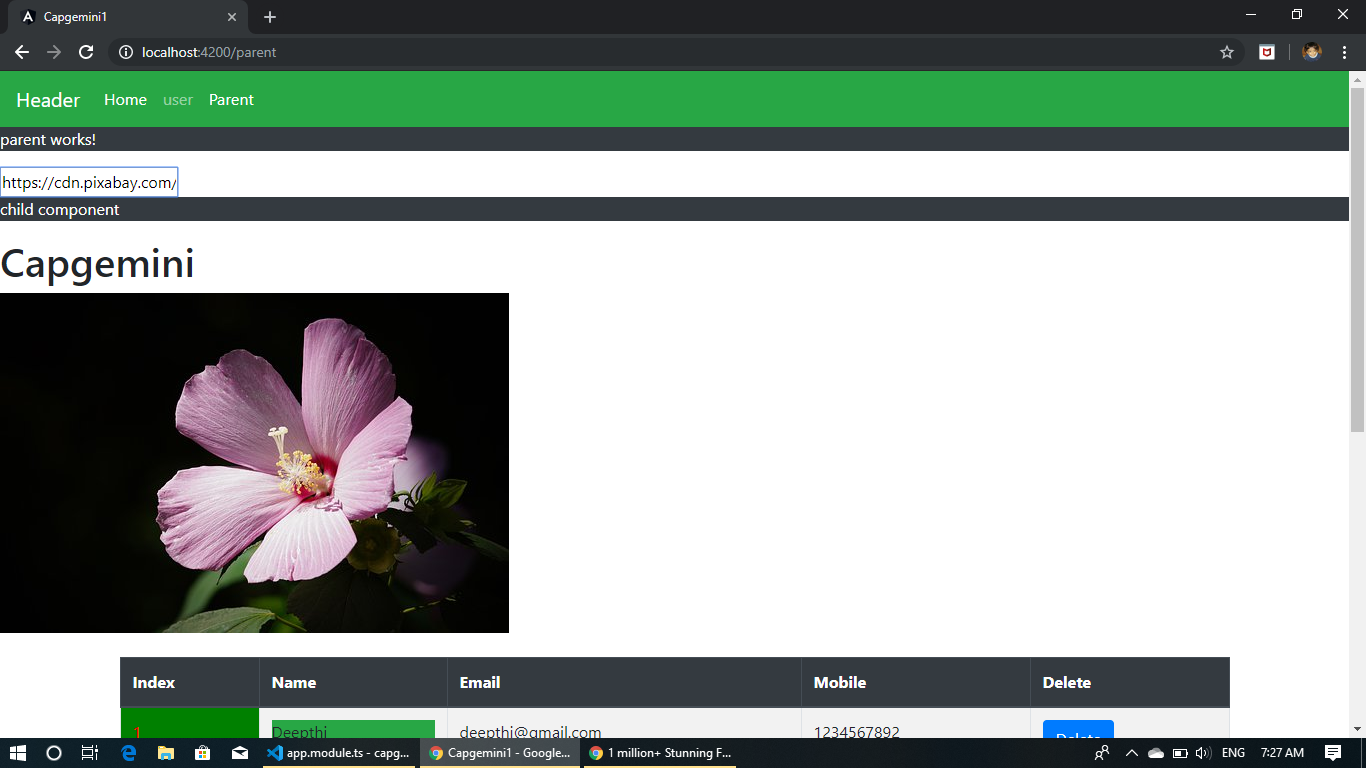 Capgemini1
localhost:4200/parent
Header Home user Parent
parent works!
https://cdn.pixabay.com/
child component
Capgemini
Index Name Email Mobile Delete
1 Deepthi deepthi@gmail.com 1234567892 Delete
app.module.ts - capg... Capgemini1 - Google... 1 million+ Stunning F... ENG 7:27 AM